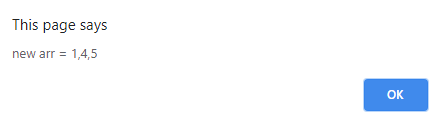 This page says
new arr = 1,4,5
OK